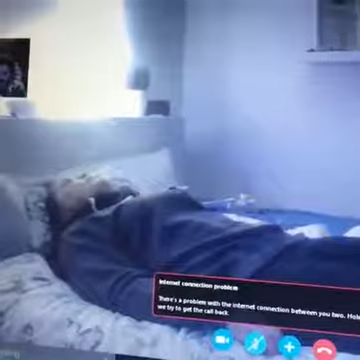 Internet connection problem
There's a problem with the internet connection between you two. Hold
we try to get the call back.